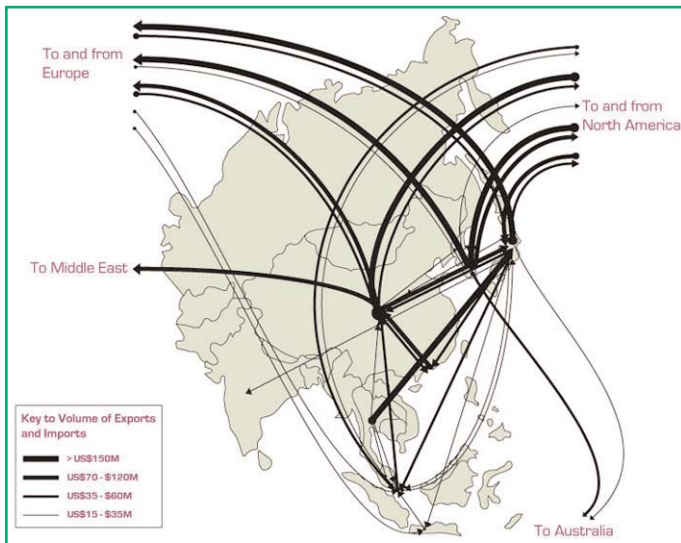 To and from
Europe
To and from
North America
To Middle East
Key to Volume of Exports
and Imports
> US$150M
US$70 - $120M
US$35 - $60M
US$15 - $35M
To Australia